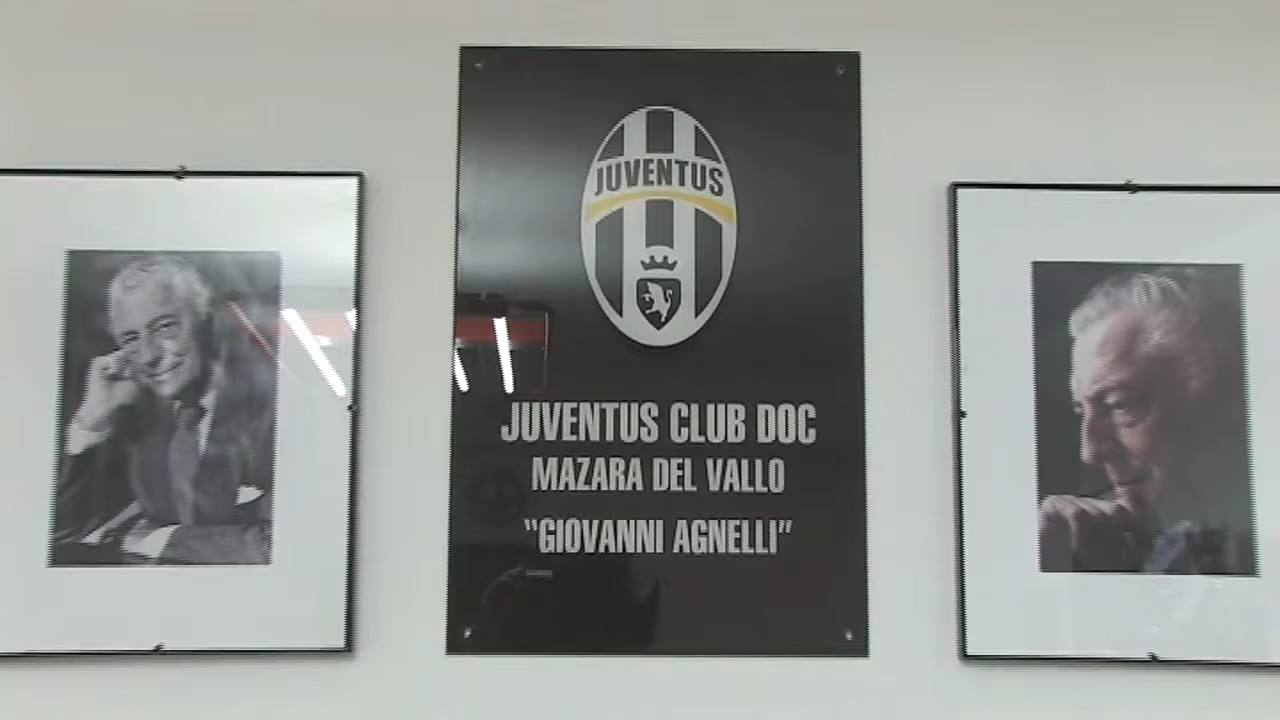 JUVENTUS
JUVENTUS CLUB DOC
MAZARA DEL VALLO
"GIOVANNI AGNELLI"